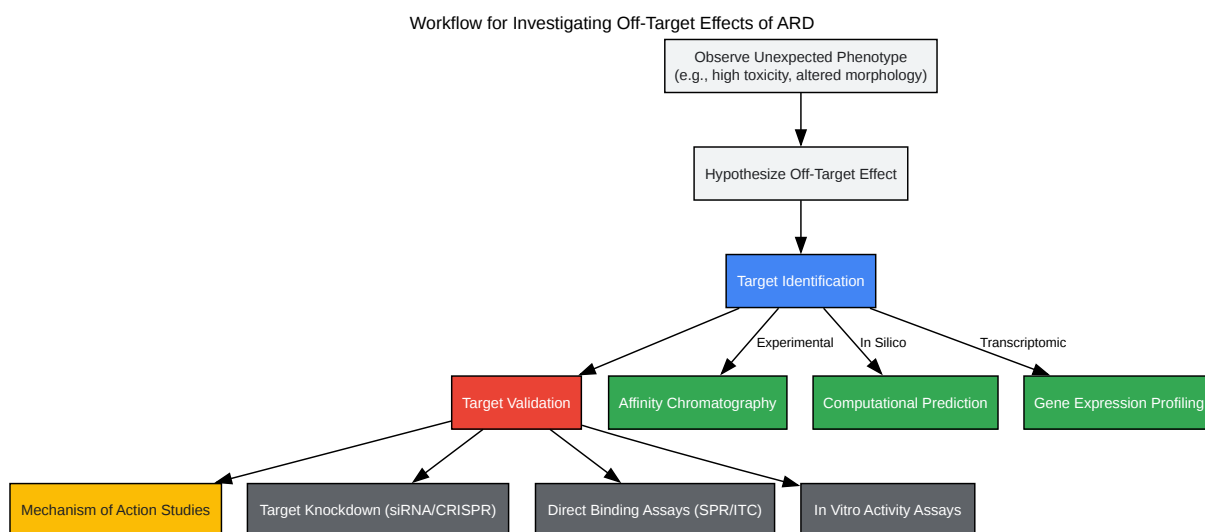 Workflow for Investigating Off-Target Effects of ARD
Observe Unexpected Phenotype
(e.g., high toxicity, altered morphology)
Hypothesize Off-Target Effect
Target Identification
Experimental
In Silico
Transcriptomic
Target Validation
Affinity Chromatography
Computational Prediction
Gene Expression Profiling
Mechanism of Action Studies
Target Knockdown (siRNA/CRISPR)
Direct Binding Assays (SPR/ITC)
In Vitro Activity Assays